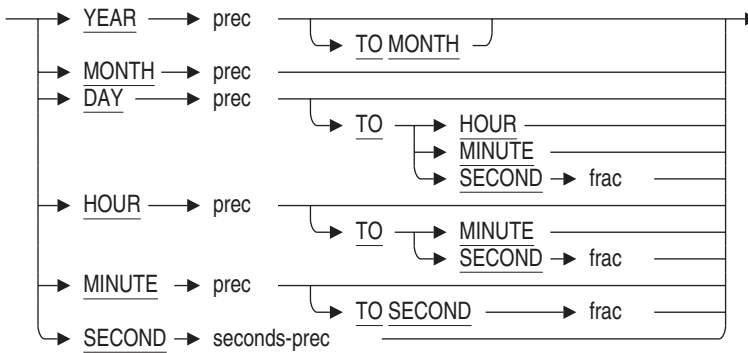 YEAR prec
TO MONTH
MONTH prec
DAY prec
TO HOUR
MINUTE
SECOND frac
HOUR prec
TO MINUTE
SECOND frac
MINUTE prec
TO SECOND frac
SECOND seconds-prec